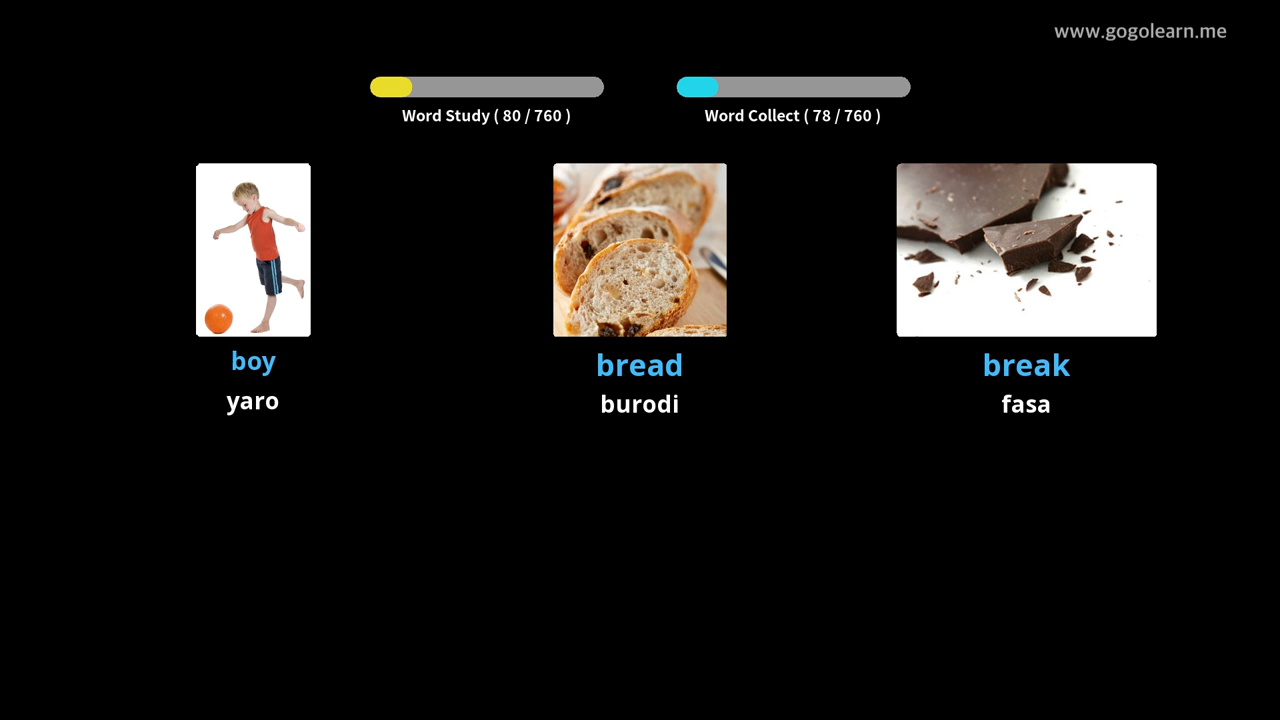 www.gogolearn.me
Word Study ( 80 / 760 )
Word Collect ( 78 / 760 )
boy
yaro
bread
burodi
break
fasa